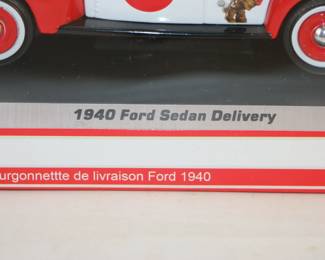 1940 Ford Sedan Delivery
urgonnettte de livraison Ford 1940